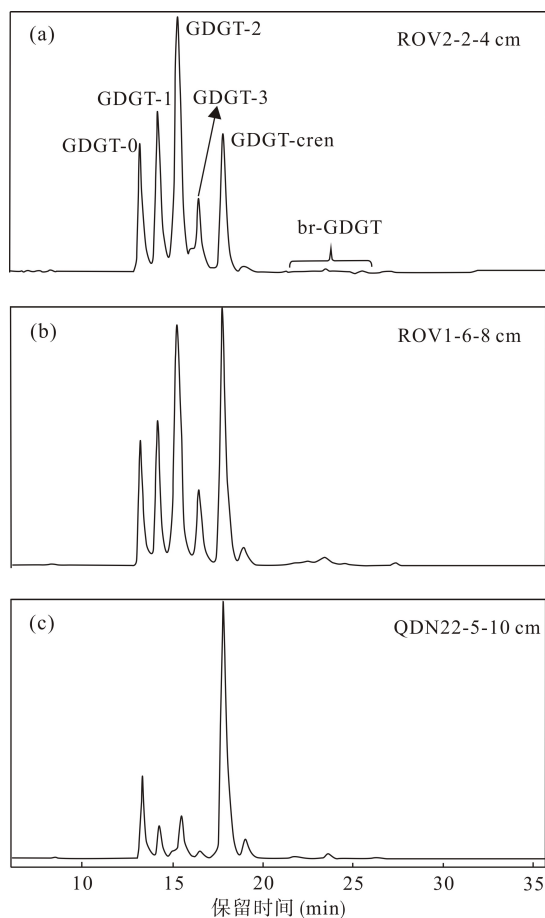 (a)
ROV2-2-4 cm
GDGT-2
GDGT-1
GDGT-3
GDGT-0
GDGT-cren
br-GDGT
(b)
ROV1-6-8 cm
(c)
QDN22-5-10 cm
10 15 20 25 30 35
保留时间 (min)